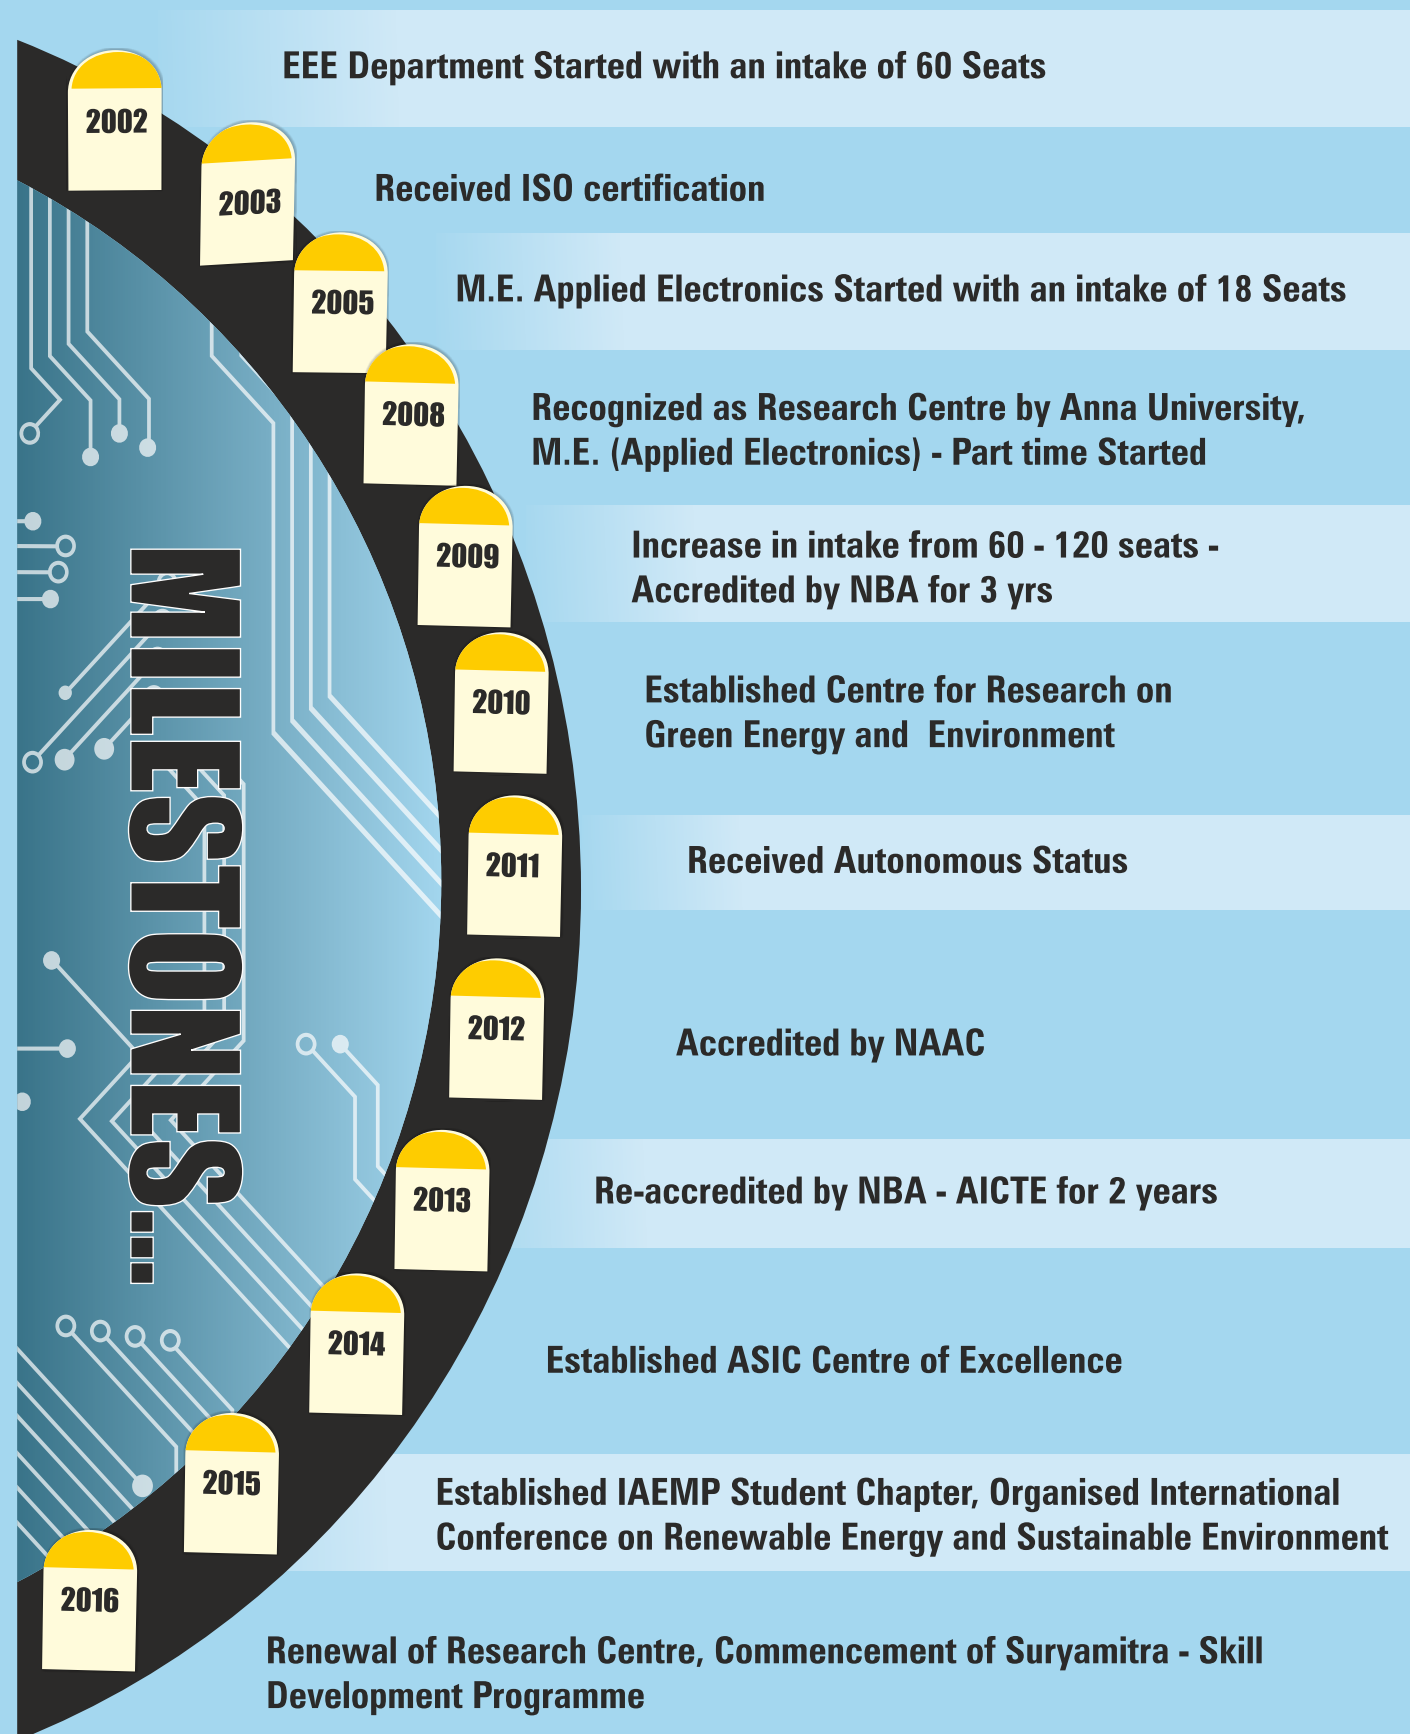 2002
EEE Department Started with an intake of 60 Seats
2003
Received ISO certification
2005
M.E. Applied Electronics Started with an intake of 18 Seats
2008
Recognized as Research Centre by Anna University,
M.E. (Applied Electronics) - Part time Started
2009
Increase in intake from 60 - 120 seats -
Accredited by NBA for 3 yrs
2010
Established Centre for Research on
Green Energy and  Environment
2011
Received Autonomous Status
2012
Accredited by NAAC
2013
Re-accredited by NBA - AICTE for 2 years
2014
Established ASIC Centre of Excellence
2015
Established IAEMP Student Chapter, Organised International
Conference on Renewable Energy and Sustainable Environment
2016
Renewal of Research Centre, Commencement of Suryamitra - Skill
Development Programme
MILESTONES...